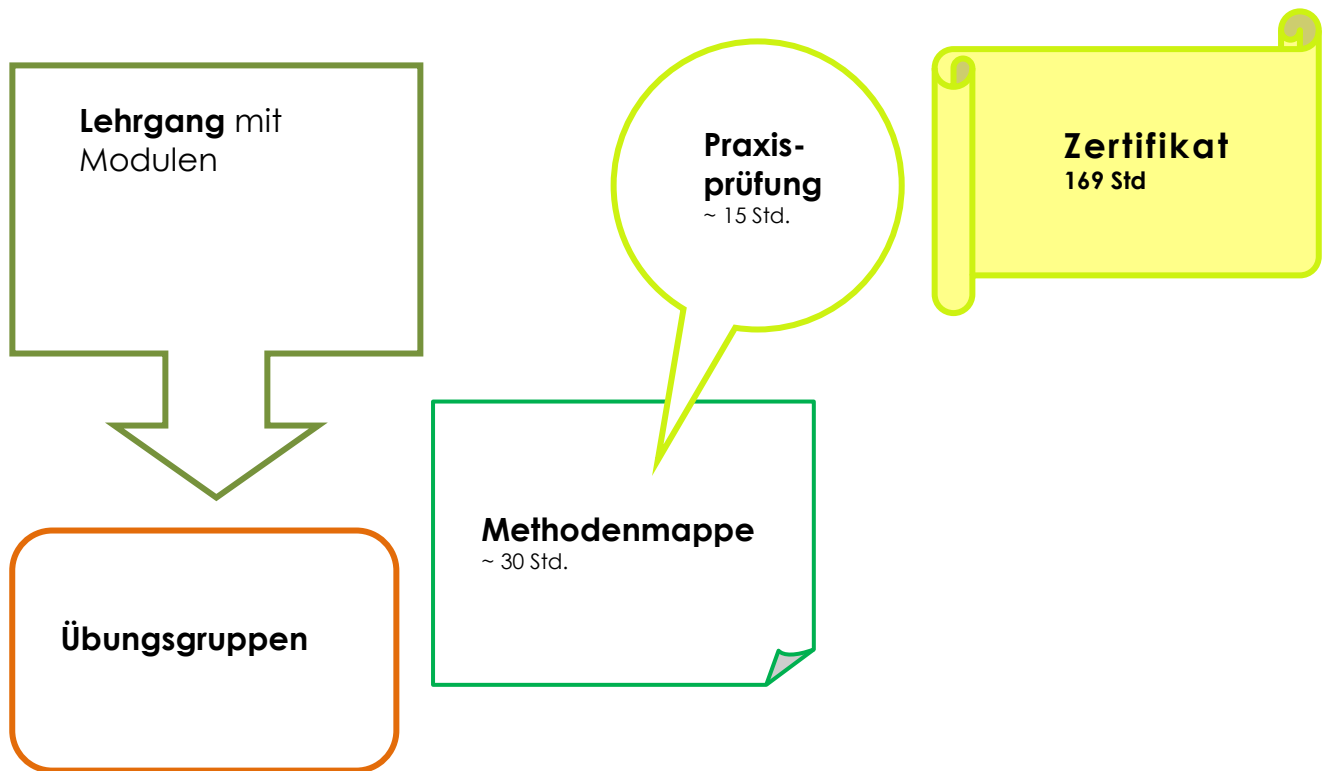 Lehrgang mit
Modulen
Praxis-
prüfung
~ 15 Std.
Zertifikat
169 Std
Methodenmappe
~ 30 Std.
Übungsgruppen